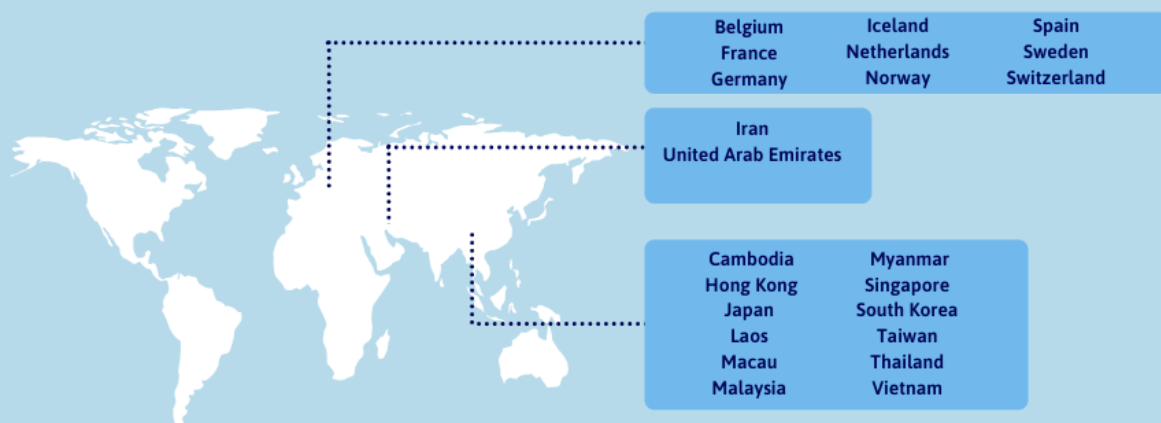 Belgium Iceland Spain
France Netherlands Sweden
Germany Norway Switzerland
Iran
United Arab Emirates
Cambodia Myanmar
Hong Kong Singapore
Japan South Korea
Laos Taiwan
Macau Thailand
Malaysia Vietnam